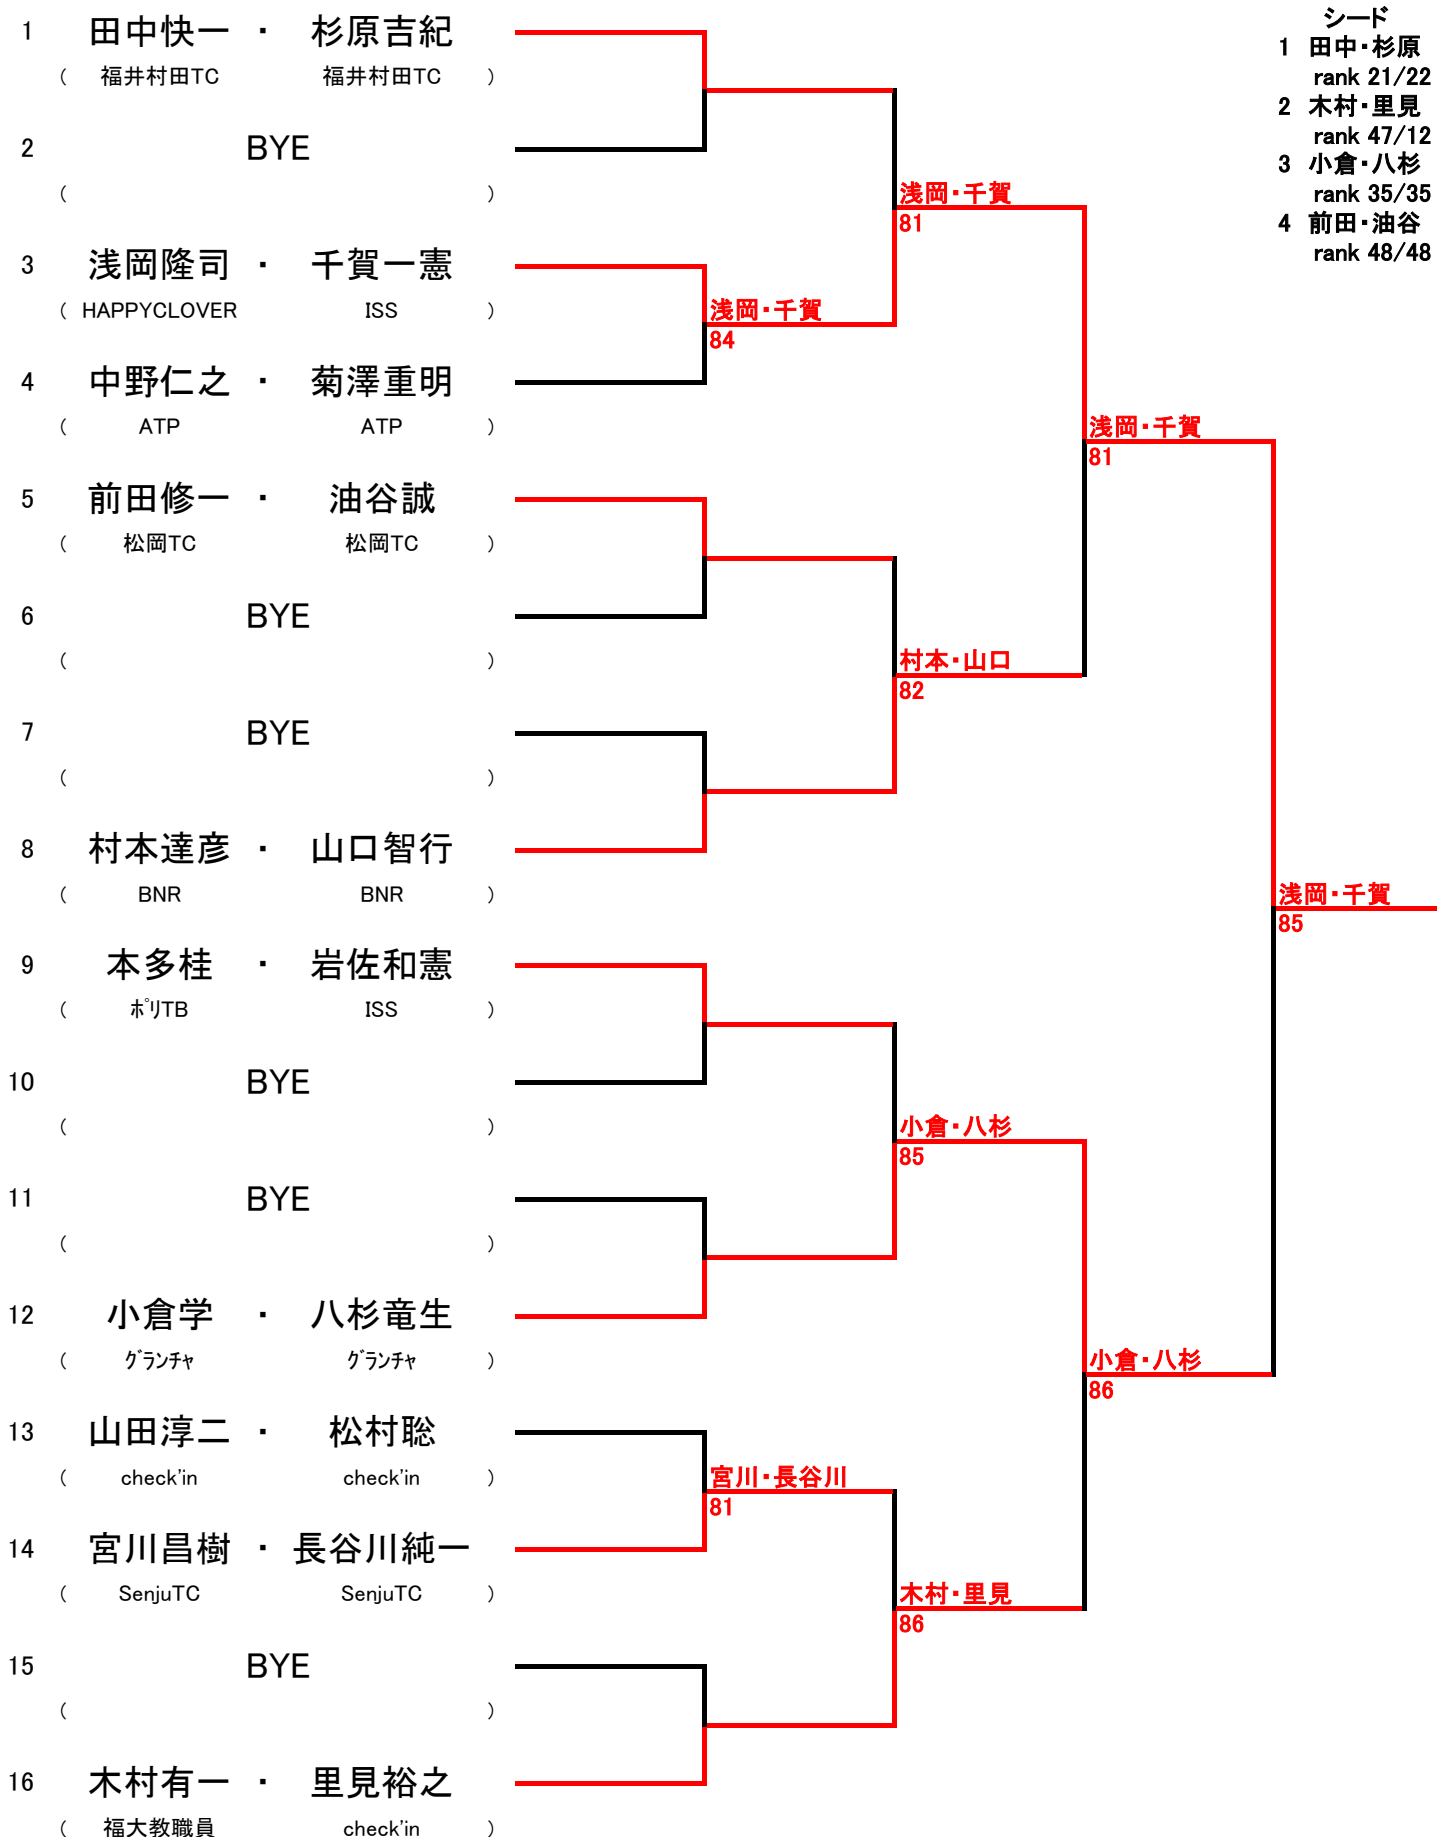 シード
1 田中・杉原
rank 21/22
2 木村・里見
rank 47/12
3 小倉・八杉
rank 35/35
4 前田・油谷
rank 48/48
1 田中快一 ・ 杉原吉紀
( 福井村田TC 福井村田TC )
2 BYE
( )
浅岡・千賀
81
3 浅岡隆司 ・ 千賀一憲
( HAPPYCLOVER ISS )
浅岡・千賀
84
4 中野仁之 ・ 菊澤重明
( ATP ATP )
浅岡・千賀
81
5 前田修一 ・ 油谷誠
( 松岡TC 松岡TC )
6 BYE
( )
村本・山口
82
7 BYE
( )
8 村本達彦 ・ 山口智行
( BNR BNR )
浅岡・千賀
85
9 本多桂 ・ 岩佐和憲
( ﾎﾟﾘTB ISS )
10 BYE
( )
小倉・八杉
85
11 BYE
( )
12 小倉学 ・ 八杉竜生
( ｸﾞランチャ ｸﾞランチャ )
小倉・八杉
86
13 山田淳二 ・ 松村聡
( check'in check'in )
宮川・長谷川
81
14 宮川昌樹 ・ 長谷川純一
( SenjuTC SenjuTC )
木村・里見
86
15 BYE
( )
16 木村有一 ・ 里見裕之
( 福大教職員 check'in )